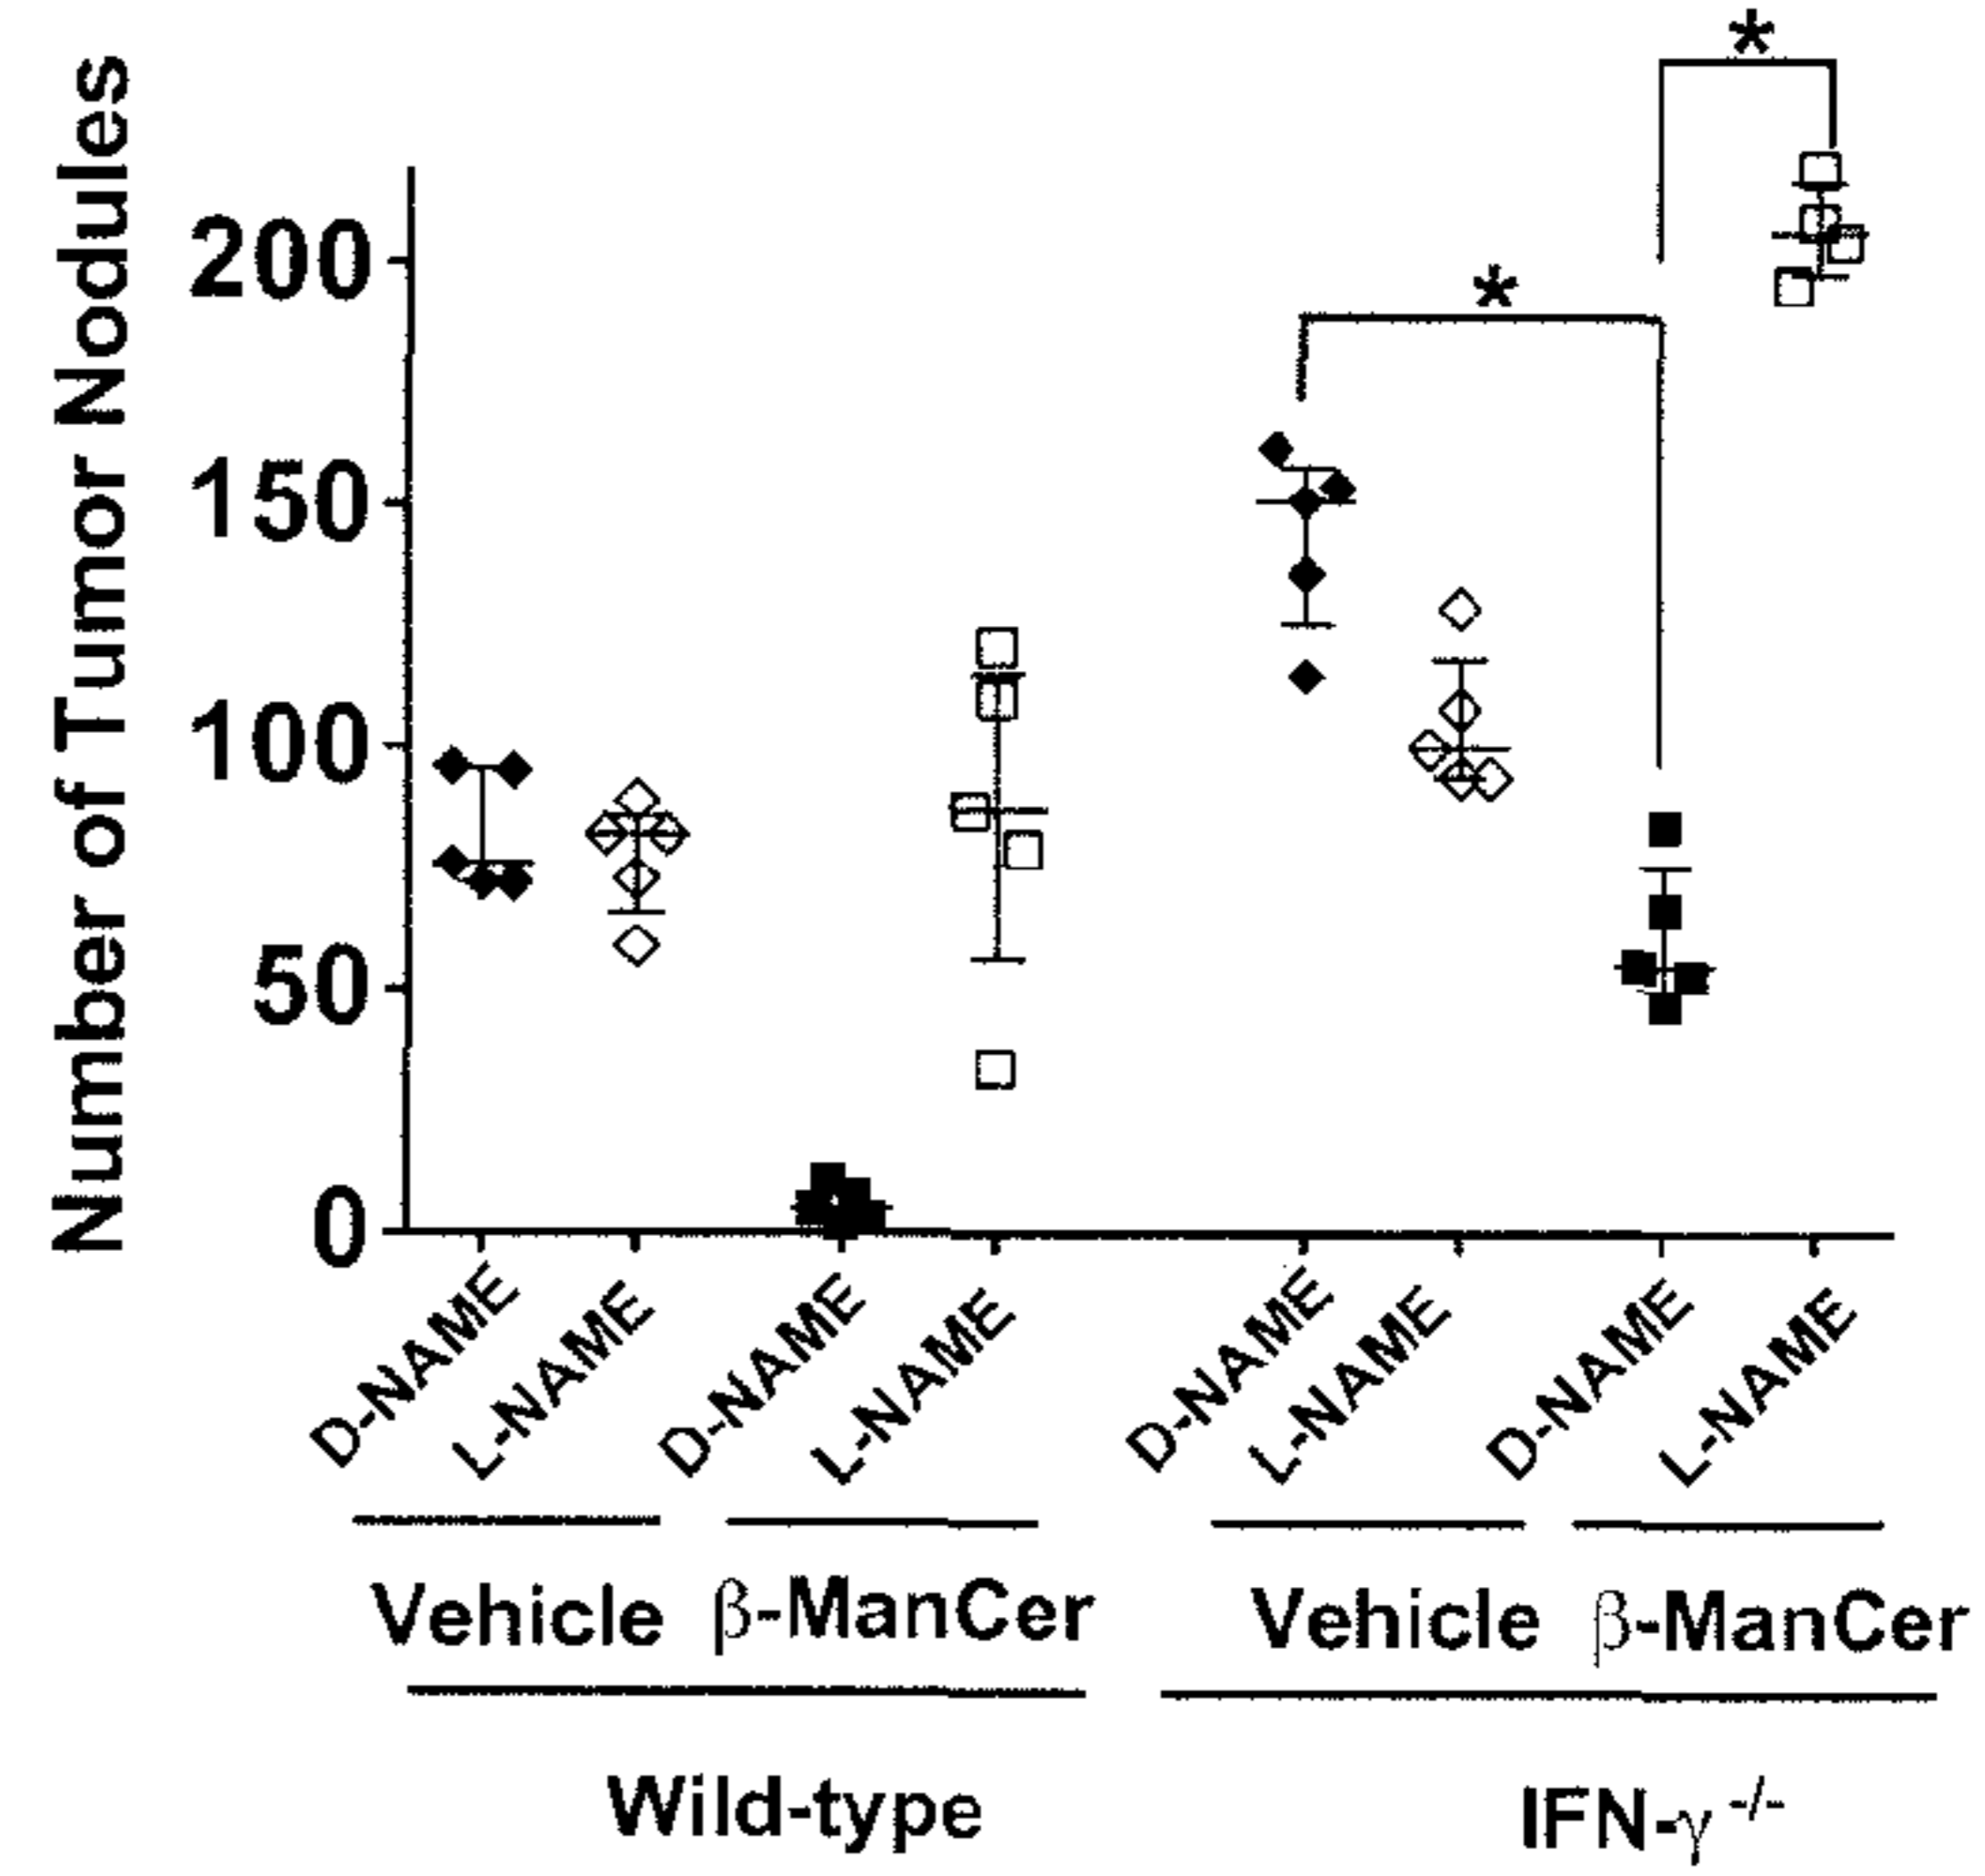 Number of Tumor Nodules
*
*
200
150
100
50
0
D-NAME L-NAME D-NAME L-NAME D-NAME L-NAME D-NAME L-NAME
Vehicle β-ManCer Vehicle β-ManCer
Wild-type IFN-γ -/-